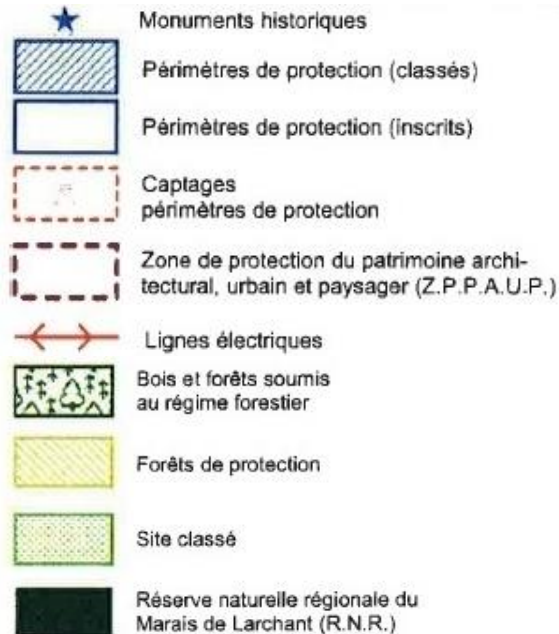 Monuments historiques
Périmètres de protection (classés)
Périmètres de protection (inscrits)
Captages
périmètres de protection
Zone de protection du patrimoine archi-
tectural, urbain et paysager (Z.P.P.A.U.P.)
Lignes électriques
Bois et forêts soumis
au régime forestier
Forêts de protection
Site classé
Réserve naturelle régionale du
Marais de Larchant (R.N.R.)